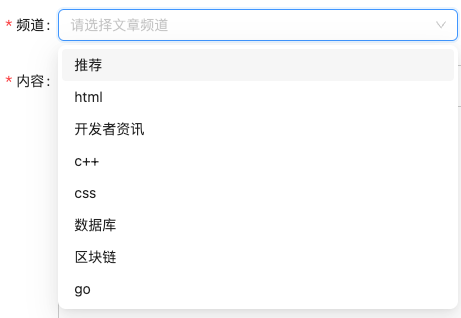 * 频道： 请选择文章频道
推荐
* 内容：
html
开发者资讯
c++
css
数据库
区块链
go